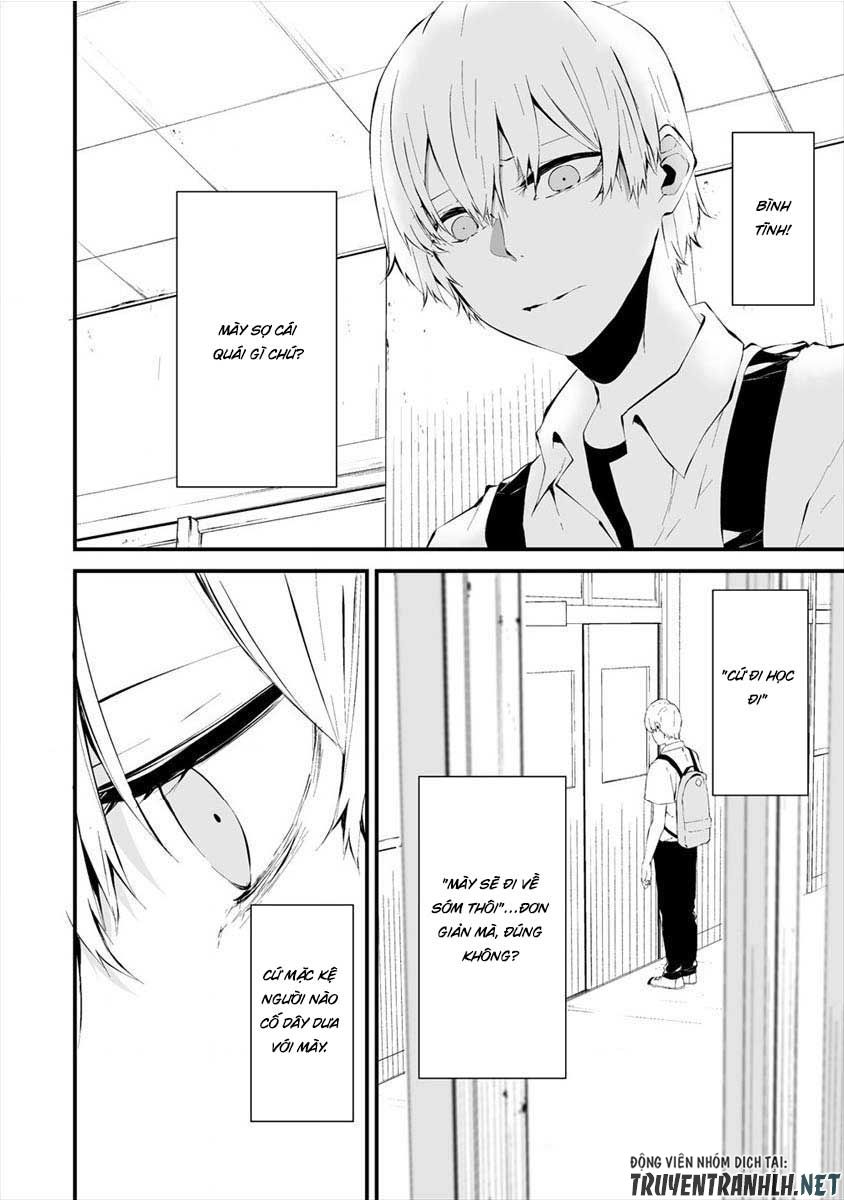 BÌNH
TĨNH!
MÀY SỢ CÁI
QUÁI GÌ CHỨ?
"CỨ ĐI HỌC
ĐI"
"MÀY SẼ ĐI VỀ
SỚM THÔI"...ĐƠN
GIẢN MÀ, ĐÚNG
KHÔNG?
CỨ MẶC KỆ
NGƯỜI NÀO
CỐ DÂY DƯA
VỚI MÀY.
ĐỘNG VIÊN NHÓM DỊCH TẠI:
TRUYENTRANHLH.NET